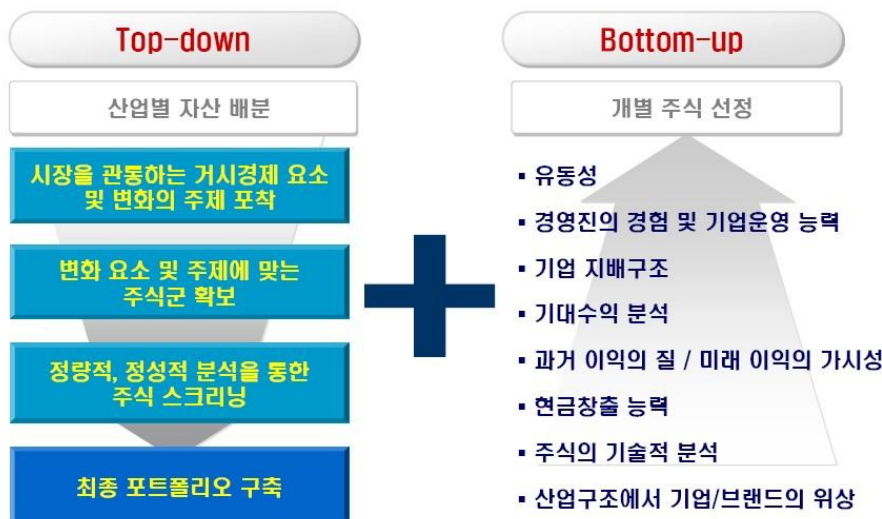 Top-down
산업별 자산 배분
시장을 관통하는 거시경제 요소
및 변화의 주제 포착
변화 요소 및 주제에 맞는
주식군 확보
정량적, 정성적 분석을 통한
주식 스크리닝
최종 포트폴리오 구축
Bottom-up
개별 주식 선정
▪ 유동성
▪ 경영진의 경험 및 기업운영 능력
▪ 기업 지배구조
▪ 기대수익 분석
▪ 과거 이익의 질 / 미래 이익의 가시성
▪ 현금창출 능력
▪ 주식의 기술적 분석
▪ 산업구조에서 기업/브랜드의 위상